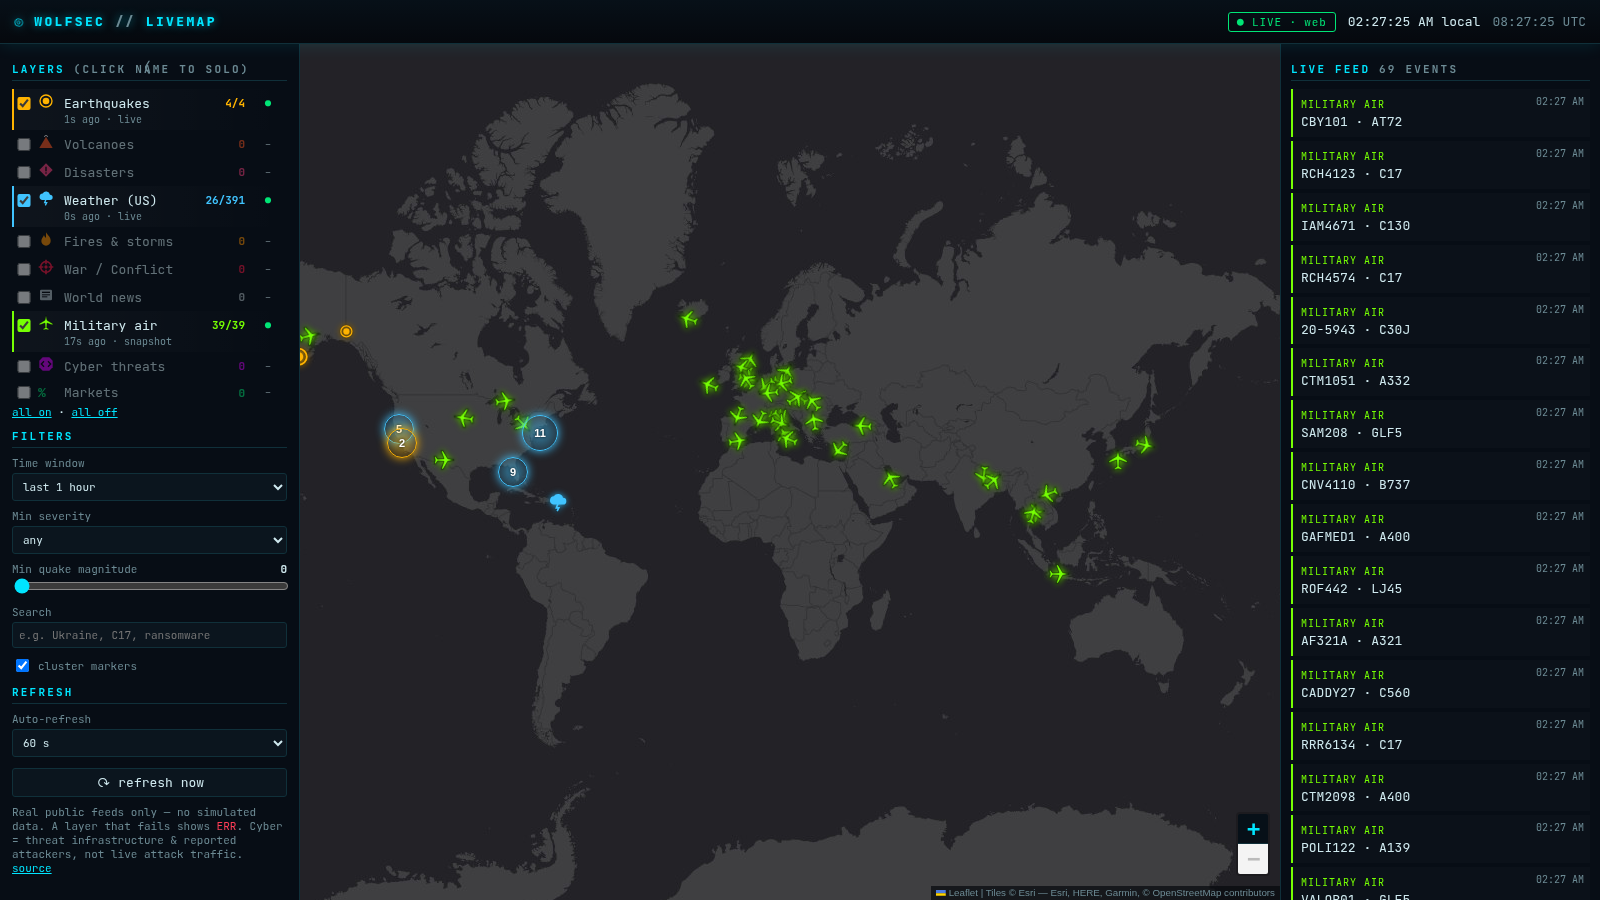 ◎ WOLFSEC // LIVEMAP
● LIVE · web
02:27:25 AM local
08:27:25 UTC
LAYERS (CLICK NAME TO SOLO)
Earthquakes 4/4 ●
1s ago · live
Volcanoes 0 –
Disasters 0 –
Weather (US) 26/391 ●
0s ago · live
Fires & storms 0 –
War / Conflict 0 –
World news 0 –
Military air 39/39 ●
17s ago · snapshot
Cyber threats 0 –
% Markets 0 –
all on · all off
FILTERS
Time window
last 1 hour
Min severity
any
Min quake magnitude 0
Search
e.g. Ukraine, C17, ransomware
cluster markers
REFRESH
Auto-refresh
60 s
⟳ refresh now
Real public feeds only — no simulated
data. A layer that fails shows ERR. Cyber
= threat infrastructure & reported
attackers, not live attack traffic.
source
5
2
11
9
+
−
Leaflet | Tiles © Esri — Esri, HERE, Garmin, © OpenStreetMap contributors
LIVE FEED 69 EVENTS
MILITARY AIR 02:27 AM
CBY101 · AT72
MILITARY AIR 02:27 AM
RCH4123 · C17
MILITARY AIR 02:27 AM
IAM4671 · C130
MILITARY AIR 02:27 AM
RCH4574 · C17
MILITARY AIR 02:27 AM
20-5943 · C30J
MILITARY AIR 02:27 AM
CTM1051 · A332
MILITARY AIR 02:27 AM
SAM208 · GLF5
MILITARY AIR 02:27 AM
CNV4110 · B737
MILITARY AIR 02:27 AM
GAFMED1 · A400
MILITARY AIR 02:27 AM
ROF442 · LJ45
MILITARY AIR 02:27 AM
AF321A · A321
MILITARY AIR 02:27 AM
CADDY27 · C560
MILITARY AIR 02:27 AM
RRR6134 · C17
MILITARY AIR 02:27 AM
CTM2098 · A400
MILITARY AIR 02:27 AM
POLI122 · A139
MILITARY AIR 02:27 AM
VALOR01 · GLF5